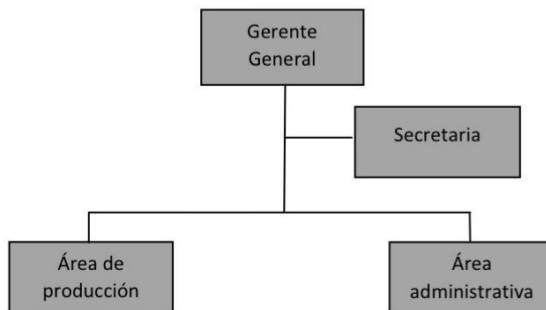 Gerente
General
Secretaria
Área de
producción
Área
administrativa